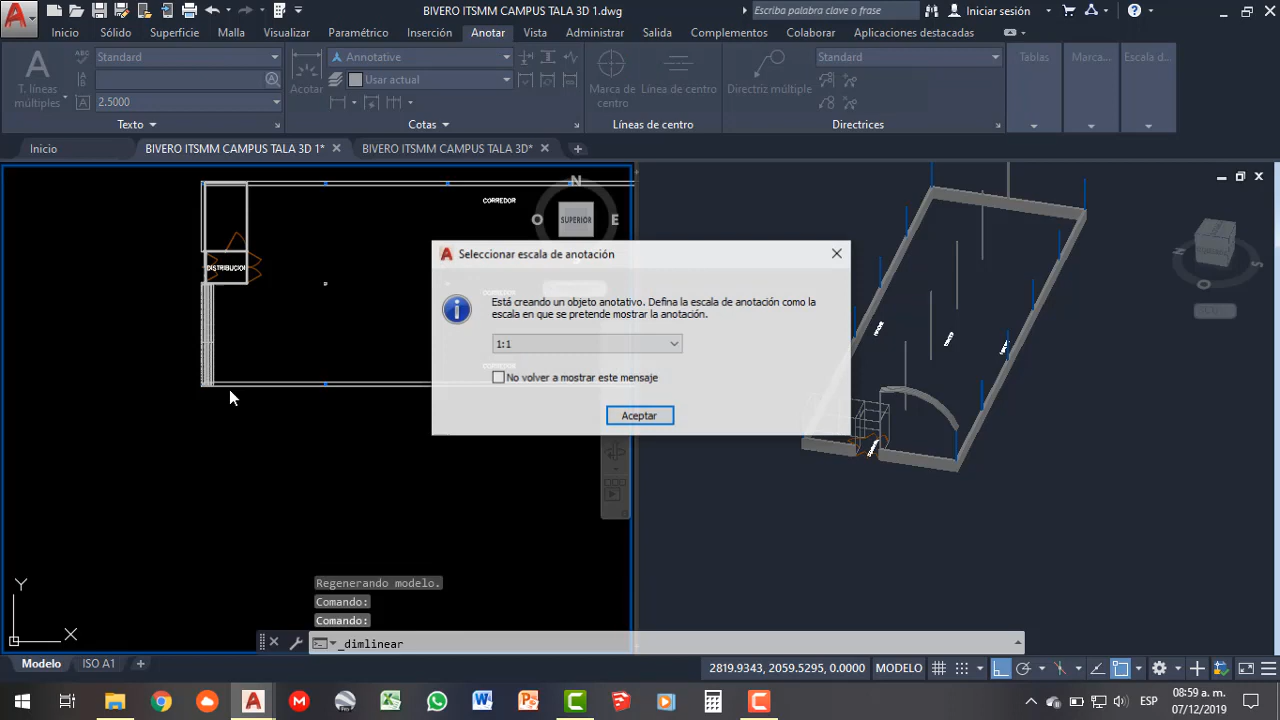 BIVERO ITSMM CAMPUS TALA 3D 1.dwg
Escriba palabra clave o frase
Iniciar sesión
Inicio Sólido Superficie Malla Visualizar Paramétrico Inserción Anotar Vista Administrar Salida Complementos Colaborar Aplicaciones destacadas
A Standard Annotative Standard Tablas Marca... Escala d...
T. líneas múltiples
Usar actual
Acotar
2.5000
Marca de centro
Línea de centro
Directriz múltiple
Texto Cotas Líneas de centro Directrices
Inicio BIVERO ITSMM CAMPUS TALA 3D 1* BIVERO ITSMM CAMPUS TALA 3D*
N
CORREDOR
O SUPERIOR E
DISTRIBUCION
Seleccionar escala de anotación
Está creando un objeto anotativo. Defina la escala de anotación como la
escala en que se pretende mostrar la anotación.
1:1
No volver a mostrar este mensaje
Aceptar
Regenerando modelo.
Comando:
Comando:
_dimlinear
Y
X
Modelo ISO A1
2819.9343, 2059.5295, 0.0000 MODELO
ESP
08:59 a. m.
07/12/2019